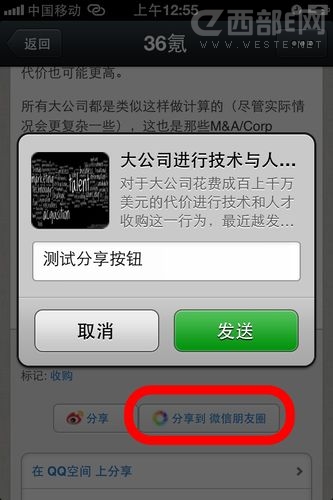 中国移动
上午12:55
西部E网
WWW.WESTE.NET
返回
36氪
代价也可能更高。
所有大公司都是类似这样做计算的（尽管实际
情况会更复杂一些），这也是那些M&A/Corp
大公司进行技术与人...
对于大公司花费成百上千万
美元的代价进行技术和人才
收购这一行为，最近越发...
Talent
测试分享按钮
取消
发送
标记: 收购
分享
分享到 微信朋友圈
在 QQ空间 上分享